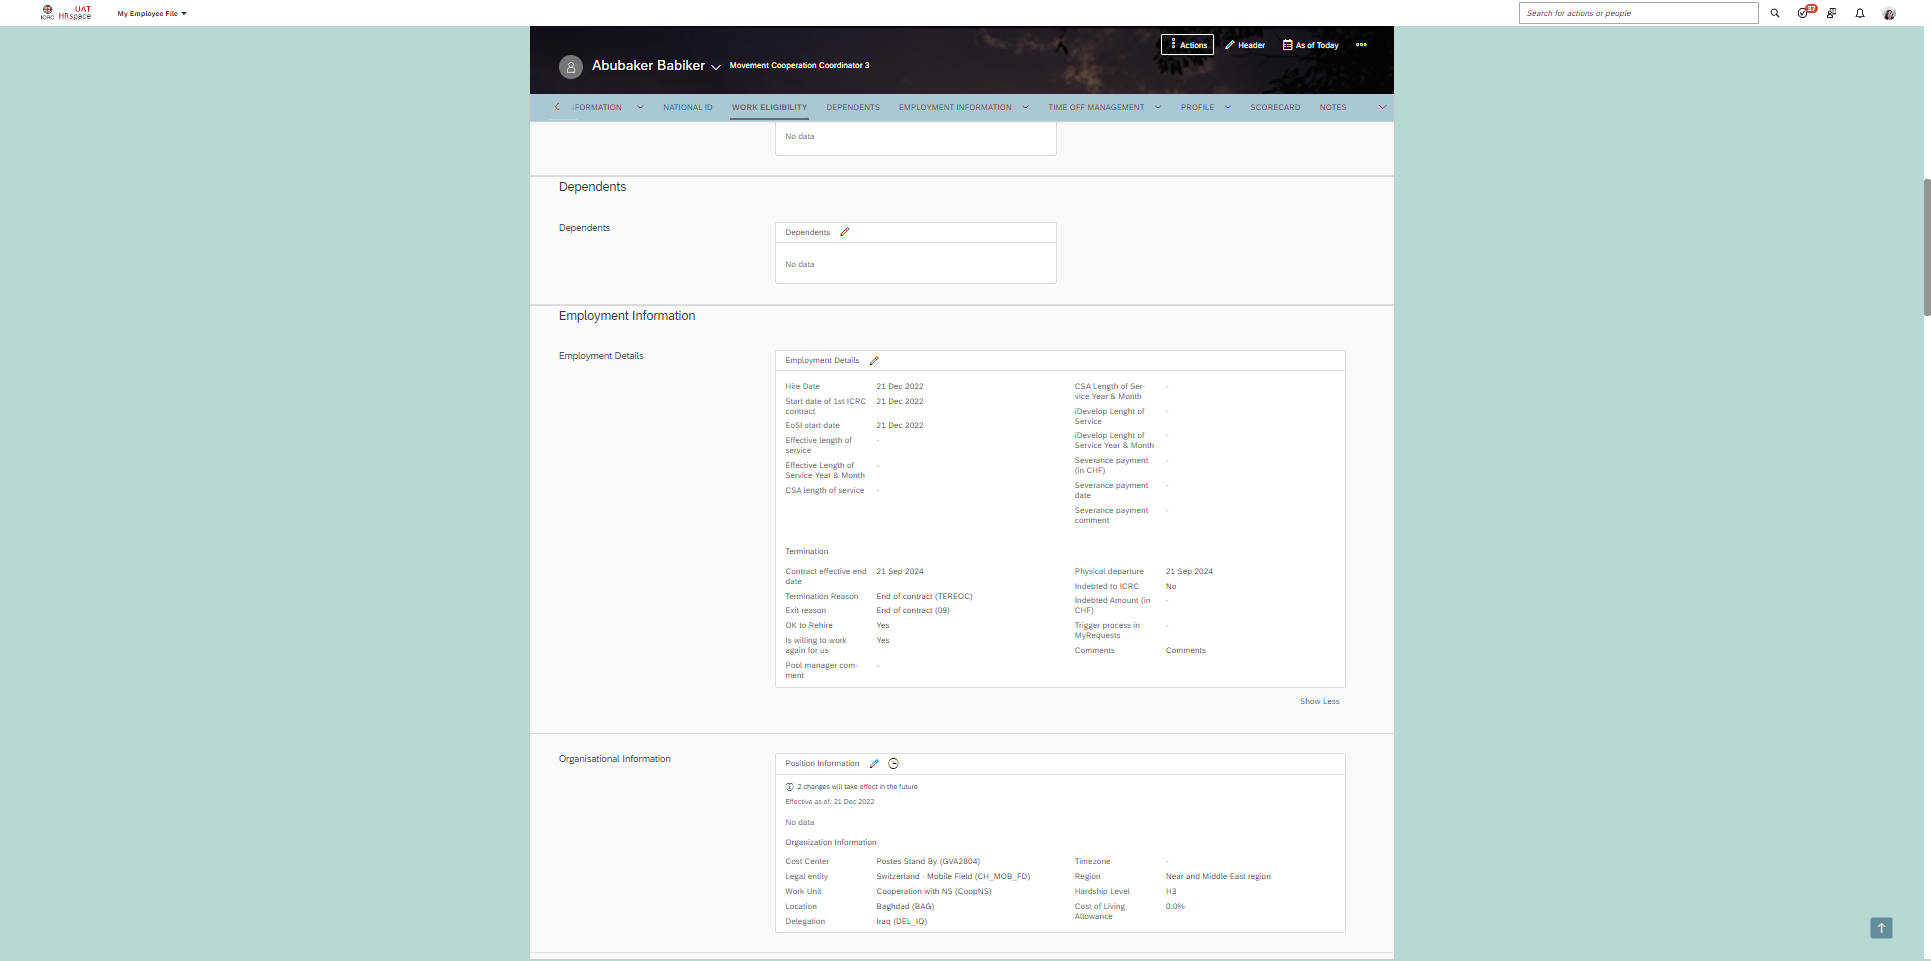 ICRC UAT HRspace My Employee File Search for actions or people 37
Actions Header As of Today
Abubaker Babiker Movement Cooperation Coordinator 3
FORMATION NATIONAL ID WORK ELIGIBILITY DEPENDENTS EMPLOYMENT INFORMATION TIME OFF MANAGEMENT PROFILE SCORECARD NOTES
No data
Dependents
Dependents
Dependents
No data
Employment Information
Employment Details
Employment Details
Hire Date 21 Dec 2022
Start date of 1st ICRC contract 21 Dec 2022
EoSI start date 21 Dec 2022
Effective length of service -
Effective Length of Service Year & Month -
CSA length of service -
CSA Length of Ser-
vice Year & Month -
iDevelop Lenght of Service -
iDevelop Lenght of Service Year & Month -
Severance payment (in CHF) -
Severance payment date -
Severance payment comment -
Termination
Contract effective end date 21 Sep 2024
Termination Reason End of contract (TEREOC)
Exit reason End of contract (09)
OK to Rehire Yes
Is willing to work again for us Yes
Pool manager com-
ment -
Physical departure 21 Sep 2024
Indebted to ICRC No
Indebted Amount (in CHF) -
Trigger process in MyRequests -
Comments Comments
Show Less
Organisational Information
Position Information
2 changes will take effect in the future
Effective as of: 21 Dec 2022
No data
Organization Information
Cost Center Postes Stand By (GVA2804)
Legal entity Switzerland - Mobile Field (CH_MOB_FD)
Work Unit Cooperation with NS (CoopNS)
Location Baghdad (BAG)
Delegation Iraq (DEL_IQ)
Timezone -
Region Near and Middle East region
Hardship Level H3
Cost of Living Allowance 0.0%